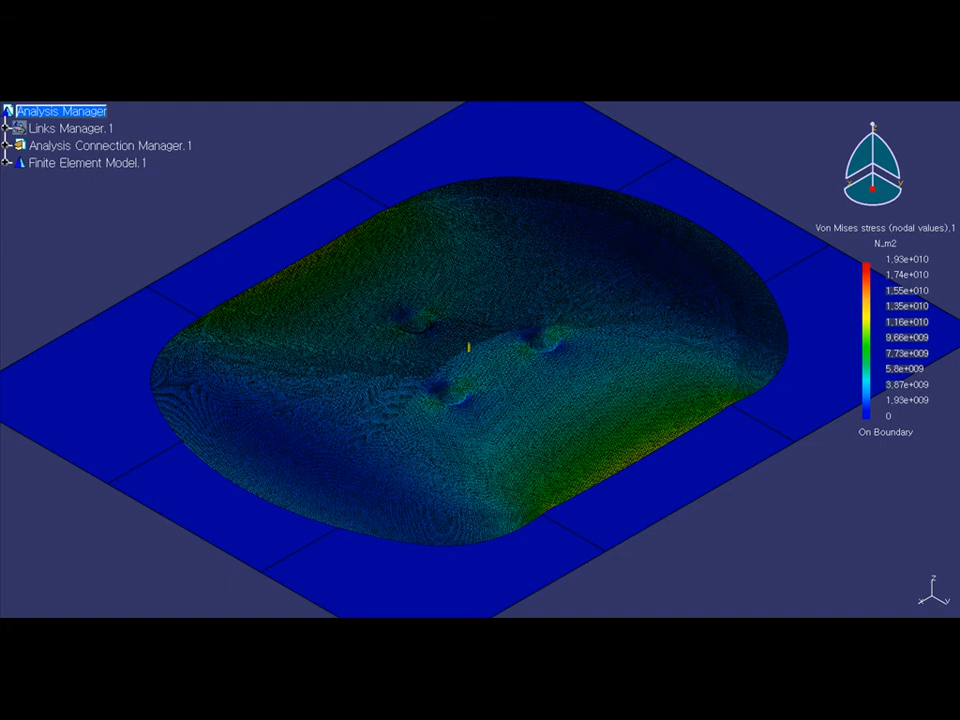 Analysis Manager
Links Manager.1
Analysis Connection Manager.1
Finite Element Model.1
z
x
y
Von Mises stress (nodal values).1
N_m2
1,93e+010
1,74e+010
1,55e+010
1,35e+010
1,16e+010
9,66e+009
7,73e+009
5,8e+009
3,87e+009
1,93e+009
0
On Boundary
z
x
y